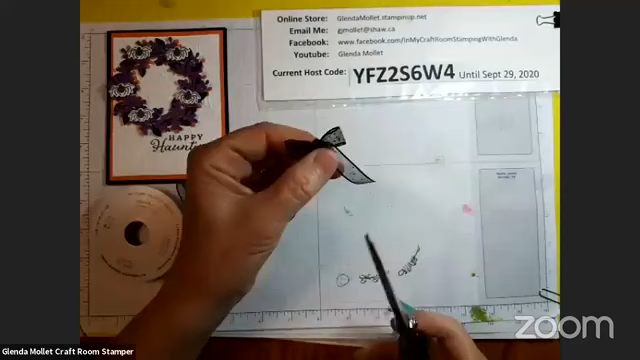 Online Store: GlendaMollet.stampinup.net
Email Me: gmollet@shaw.ca
Facebook: www.facebook.com/InMyCraftRoomStampingWithGlenda
Youtube: Glenda Mollet
Current Host Code: YFZ2S6W4 Until Sept 29, 2020
HAPPY
Haunti
zoom
Glenda Mollet Craft Room Stamper